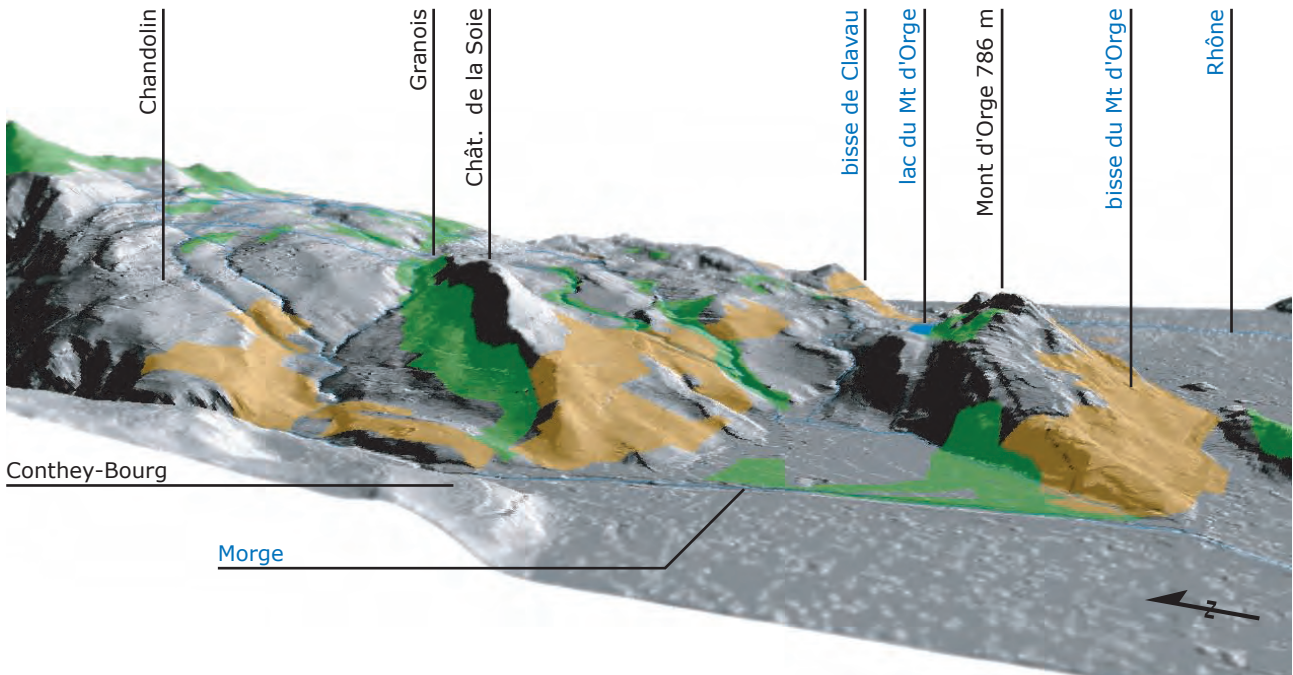 Chandolin
Granois
Chât. de la Soie
bisse de Clavau
lac du Mt d'Orge
Mont d'Orge 786 m
bisse du Mt d'Orge
Rhône
Conthey-Bourg
Morge
N